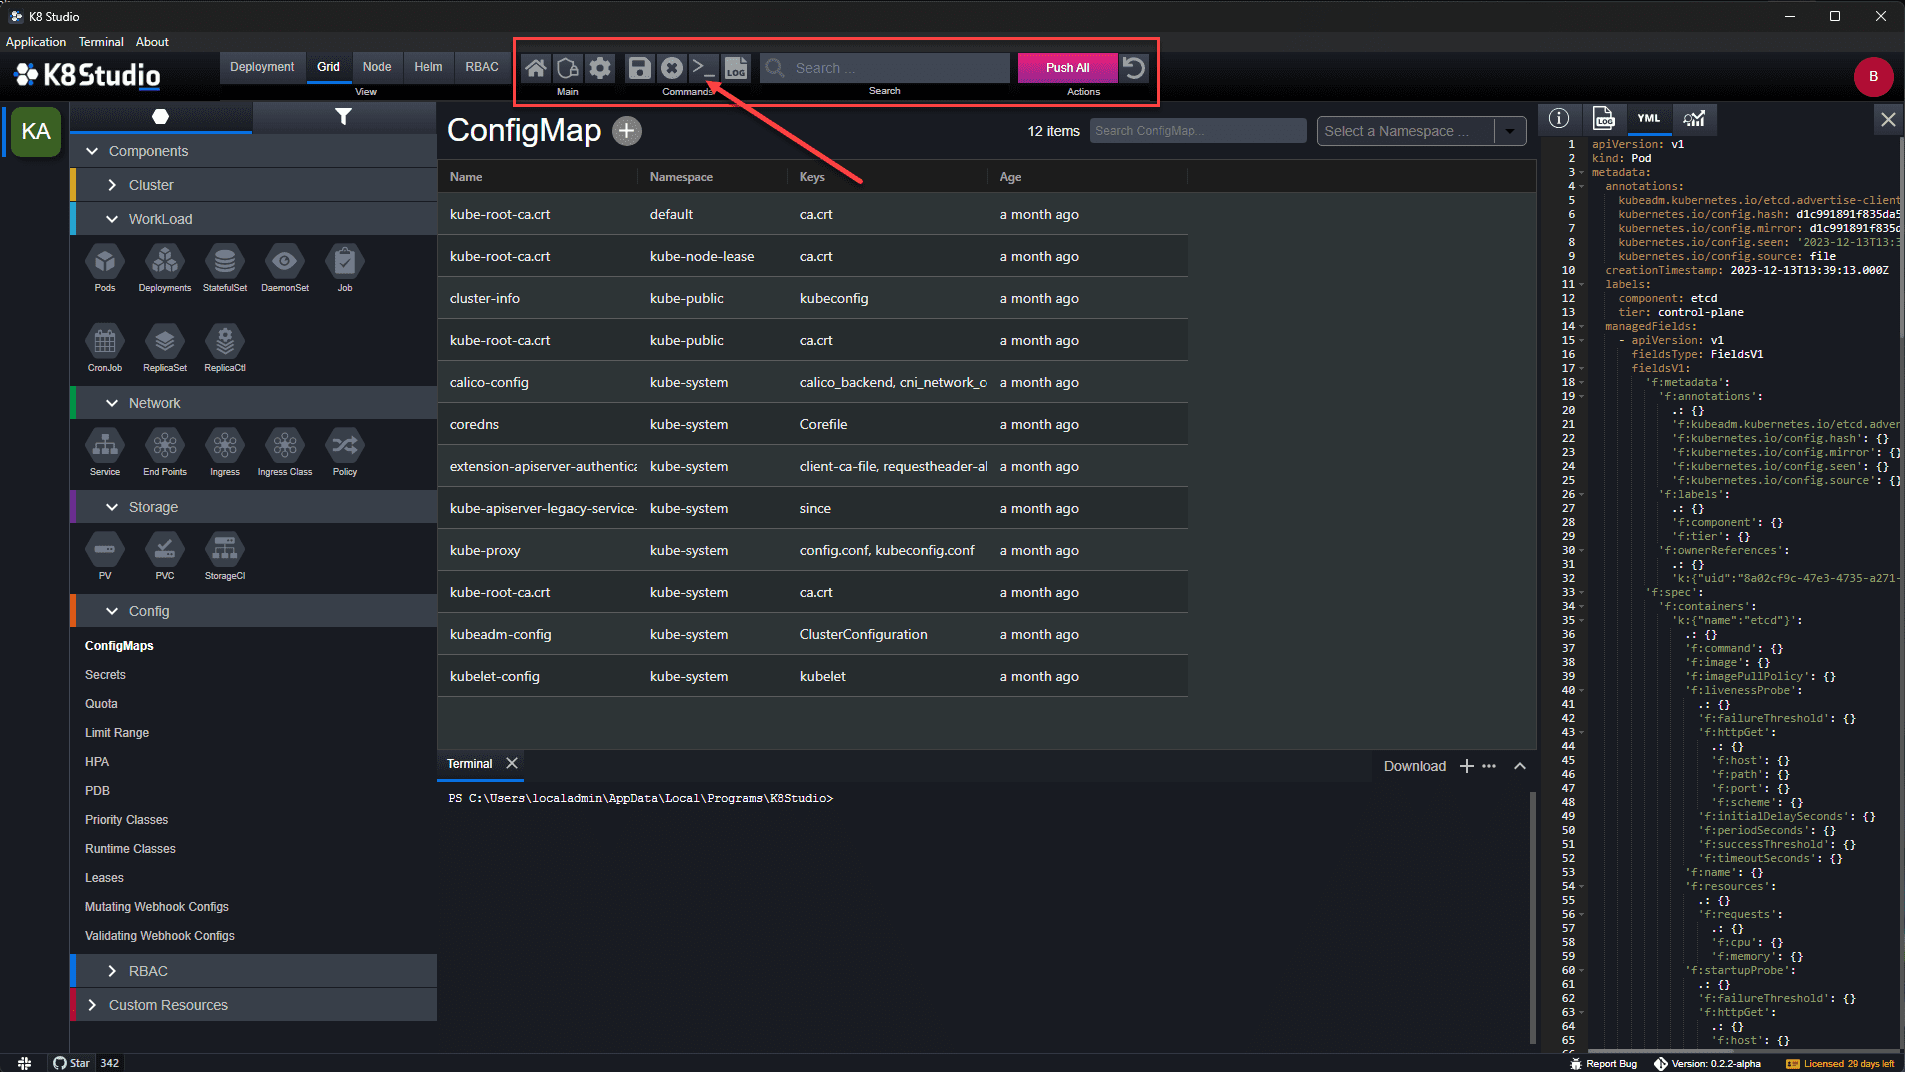 K8 Studio
Application Terminal About
K8Studio
Deployment Grid Node Helm RBAC
View
LOG
Main
Commands
Search ...
Search
Push All
Actions
B
KA
Components
Cluster
WorkLoad
Pods Deployments StatefulSet DaemonSet Job
CronJob ReplicaSet ReplicaCtl
Network
Service End Points Ingress Ingress Class Policy
Storage
PV PVC StorageCl
Config
ConfigMaps
Secrets
Quota
Limit Range
HPA
PDB
Priority Classes
Runtime Classes
Leases
Mutating Webhook Configs
Validating Webhook Configs
RBAC
Custom Resources
ConfigMap
12 items
Search ConfigMap...
Select a Namespace ...
Name Namespace Keys Age
kube-root-ca.crt default ca.crt a month ago
kube-root-ca.crt kube-node-lease ca.crt a month ago
cluster-info kube-public kubeconfig a month ago
kube-root-ca.crt kube-public ca.crt a month ago
calico-config kube-system calico_backend, cni_network_c a month ago
coredns kube-system Corefile a month ago
extension-apiserver-authentica kube-system client-ca-file, requestheader-al a month ago
kube-apiserver-legacy-service- kube-system since a month ago
kube-proxy kube-system config.conf, kubeconfig.conf a month ago
kube-root-ca.crt kube-system ca.crt a month ago
kubeadm-config kube-system ClusterConfiguration a month ago
kubelet-config kube-system kubelet a month ago
Terminal
Download
PS C:\Users\localadmin\AppData\Local\Programs\K8Studio>
LOG
YML
1 apiVersion: v1
2 kind: Pod
3 metadata:
4 annotations:
5 kubeadm.kubernetes.io/etcd.advertise-client
6 kubernetes.io/config.hash: d1c991891f835da5
7 kubernetes.io/config.mirror: d1c991891f835d
8 kubernetes.io/config.seen: '2023-12-13T13:3
9 kubernetes.io/config.source: file
10 creationTimestamp: 2023-12-13T13:39:13.000Z
11 labels:
12 component: etcd
13 tier: control-plane
14 managedFields:
15 - apiVersion: v1
16 fieldsType: FieldsV1
17 fieldsV1:
18 'f:metadata':
19 'f:annotations':
20 .: {}
21 'f:kubeadm.kubernetes.io/etcd.adver
22 'f:kubernetes.io/config.hash': {}
23 'f:kubernetes.io/config.mirror': {}
24 'f:kubernetes.io/config.seen': {}
25 'f:kubernetes.io/config.source': {}
26 'f:labels':
27 .: {}
28 'f:component': {}
29 'f:tier': {}
30 'f:ownerReferences':
31 .: {}
32 'k:{"uid":"8a02cf9c-47e3-4735-a271-
33 'f:spec':
34 'f:containers':
35 'k:{"name":"etcd"}':
36 .: {}
37 'f:command': {}
38 'f:image': {}
39 'f:imagePullPolicy': {}
40 'f:livenessProbe':
41 .: {}
42 'f:failureThreshold': {}
43 'f:httpGet':
44 .: {}
45 'f:host': {}
46 'f:path': {}
47 'f:port': {}
48 'f:scheme': {}
49 'f:initialDelaySeconds': {}
50 'f:periodSeconds': {}
51 'f:successThreshold': {}
52 'f:timeoutSeconds': {}
53 'f:name': {}
54 'f:resources':
55 .: {}
56 'f:requests':
57 .: {}
58 'f:cpu': {}
59 'f:memory': {}
60 'f:startupProbe':
61 .: {}
62 'f:failureThreshold': {}
63 'f:httpGet':
64 .: {}
65 'f:host': {}
Star 342
Report Bug Version: 0.2.2-alpha Licensed 29 days left